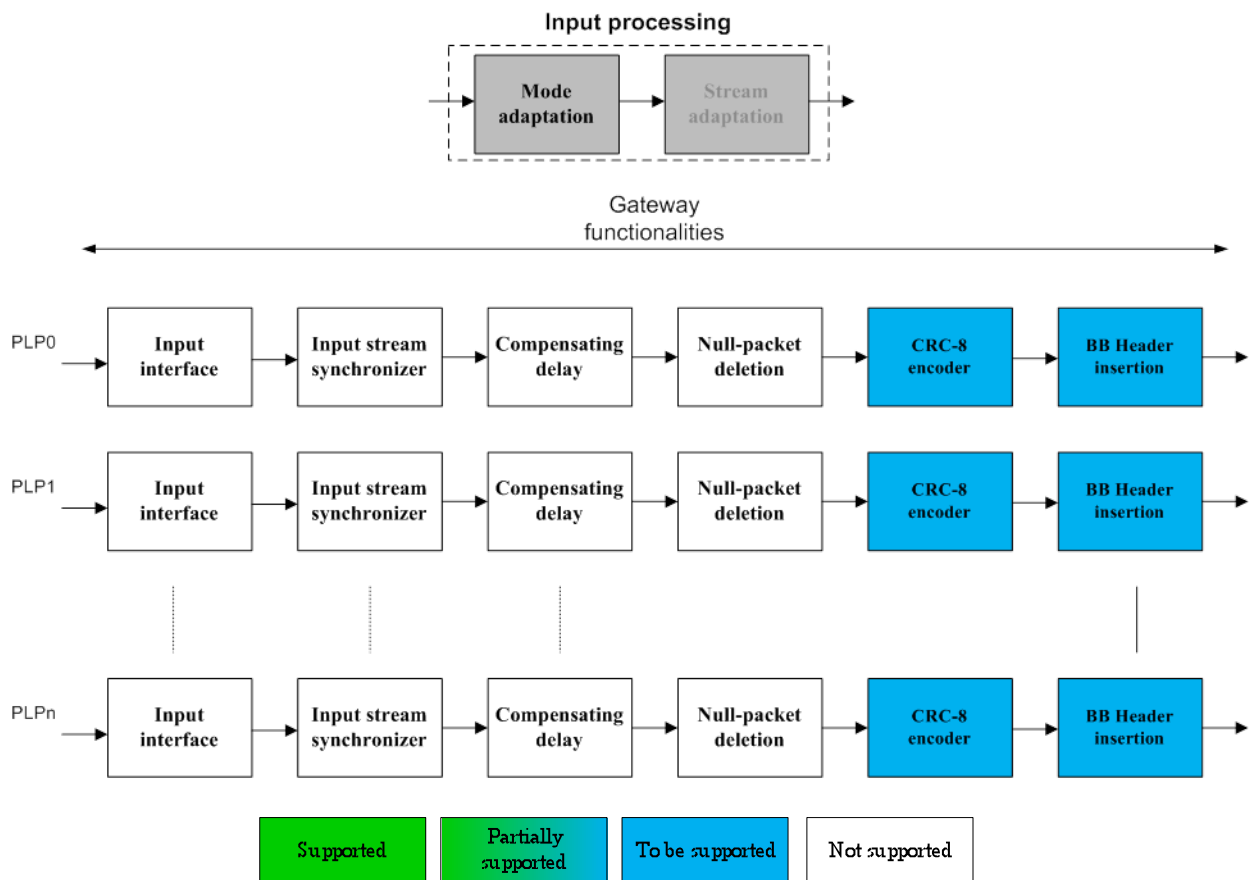 Input processing
Mode
adaptation
Stream
adaptation
Gateway
functionalities
PLP0
Input
interface
Input stream
synchronizer
Compensating
delay
Null-packet
deletion
CRC-8
encoder
BB Header
insertion
PLP1
Input
interface
Input stream
synchronizer
Compensating
delay
Null-packet
deletion
CRC-8
encoder
BB Header
insertion
PLPn
Input
interface
Input stream
synchronizer
Compensating
delay
Null-packet
deletion
CRC-8
encoder
BB Header
insertion
Supported
Partially
supported
To be supported
Not supported